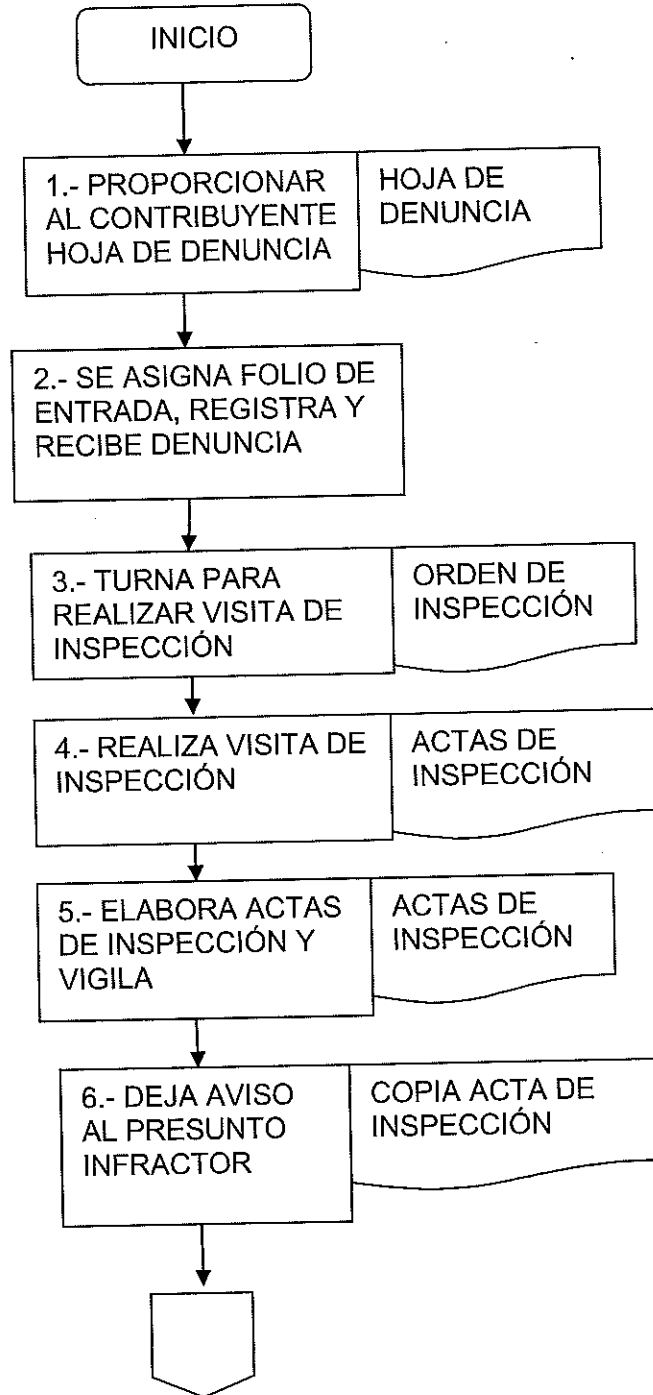 INICIO
1.- PROPORCIONAR
AL CONTRIBUYENTE
HOJA DE DENUNCIA
HOJA DE
DENUNCIA
2.- SE ASIGNA FOLIO DE
ENTRADA, REGISTRA Y
RECIBE DENUNCIA
3.- TURNA PARA
REALIZAR VISITA DE
INSPECCIÓN
ORDEN DE
INSPECCIÓN
4.- REALIZA VISITA DE
INSPECCIÓN
ACTAS DE
INSPECCIÓN
5.- ELABORA ACTAS
DE INSPECCIÓN Y
VIGILA
ACTAS DE
INSPECCIÓN
6.- DEJA AVISO
AL PRESUNTO
INFRACTOR
COPIA ACTA DE
INSPECCIÓN